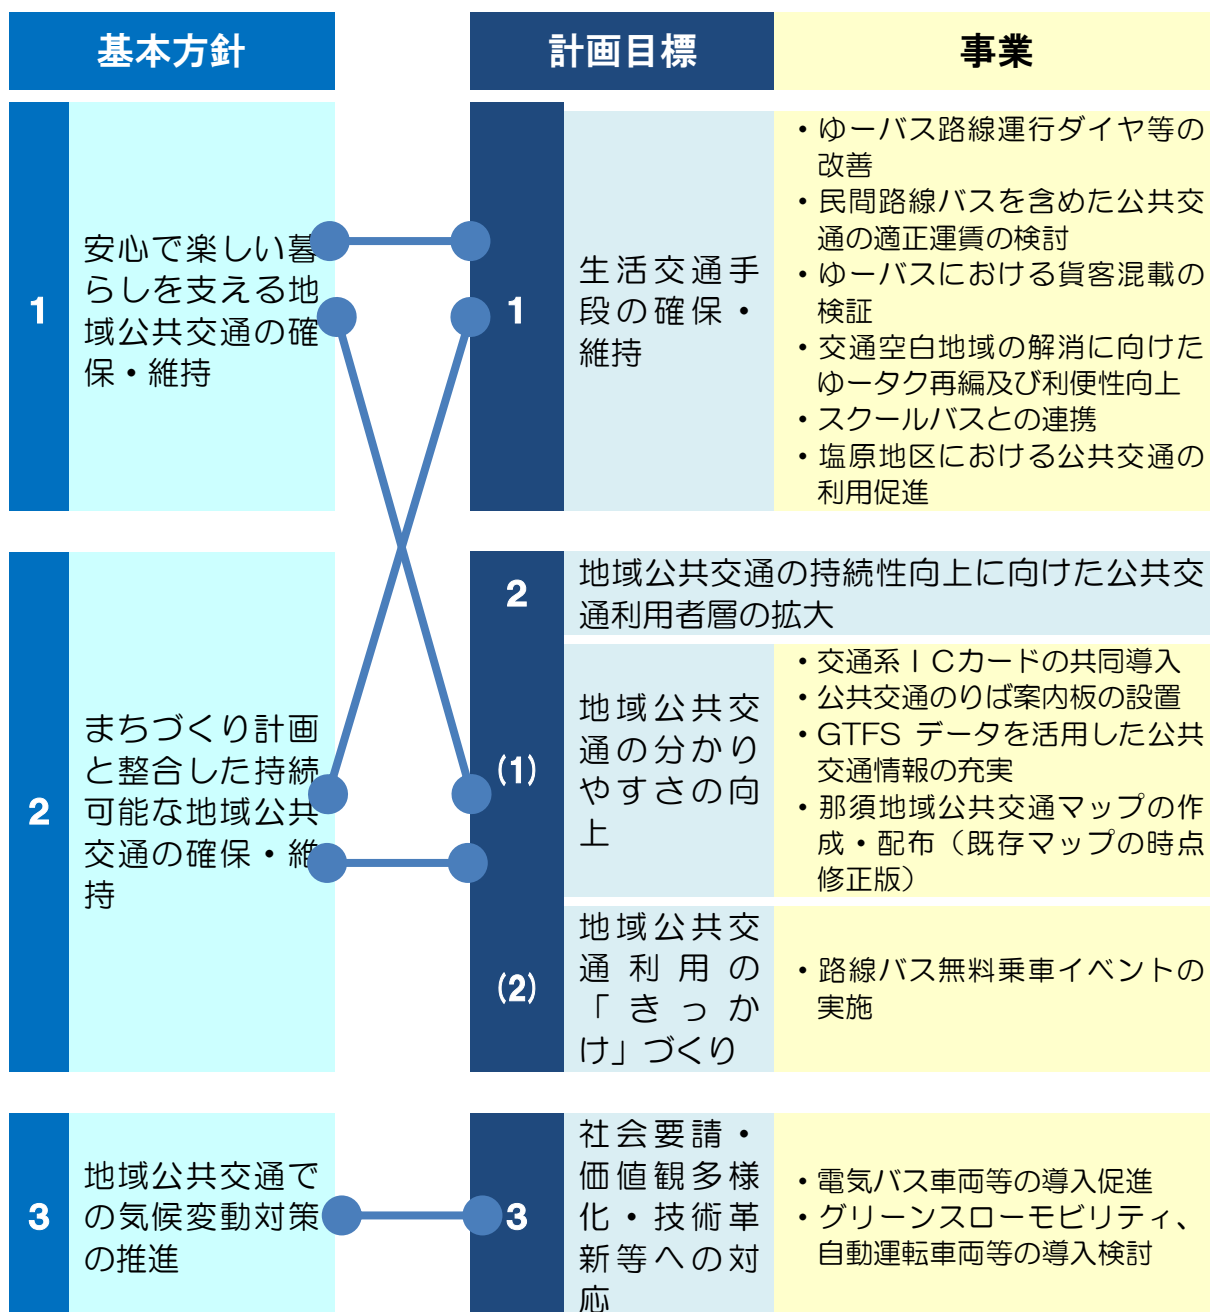 基本方針
計画目標
事業
1
安心で楽しい暮
らしを支える地
域公共交通の確
保・維持
1
生活交通手
段の確保・
維持
・ゆーバス路線運行ダイヤ等の
改善
・民間路線バスを含めた公共交
通の適正運賃の検討
・ゆーバスにおける貨客混載の
検証
・交通空白地域の解消に向けた
ゆータク再編及び利便性向上
・スクールバスとの連携
・塩原地区における公共交通の
利用促進
2
まちづくり計画
と整合した持続
可能な地域公共
交通の確保・維
持
2
地域公共交通の持続性向上に向けた公共交
通利用者層の拡大
(1)
地域公共交
通の分かり
やすさの向
上
・交通系ICカードの共同導入
・公共交通のりば案内板の設置
・GTFS データを活用した公共
交通情報の充実
・那須地域公共交通マップの作
成・配布（既存マップの時点
修正版）
(2)
地域公共交
通利用の
「きっか
け」づくり
・路線バス無料乗車イベントの
実施
3
地域公共交通で
の気候変動対策
の推進
3
社会要請・
価値観多様
化・技術革
新等への対
応
・電気バス車両等の導入促進
・グリーンスローモビリティ、
自動運転車両等の導入検討